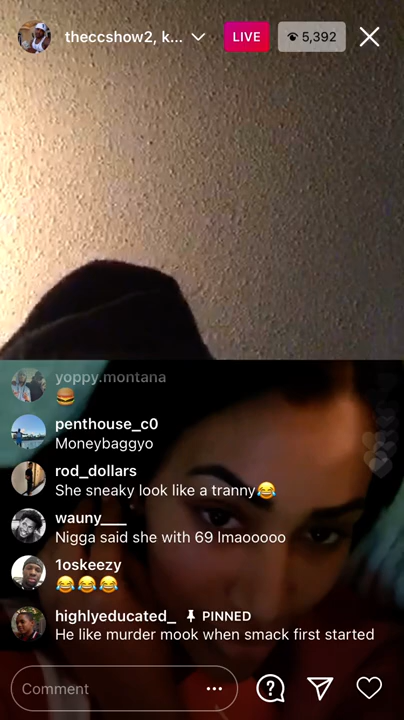 theccshow2, k...
LIVE
5,392
yoppy.montana
🍔
penthouse_c0
Moneybaggyo
rod_dollars
She sneaky look like a tranny😂
wauny___
Nigga said she with 69 lmaooooo
1oskeezy
😂😂😂
highlyeducated_ 📌 PINNED
He like murder mook when smack first started
Comment